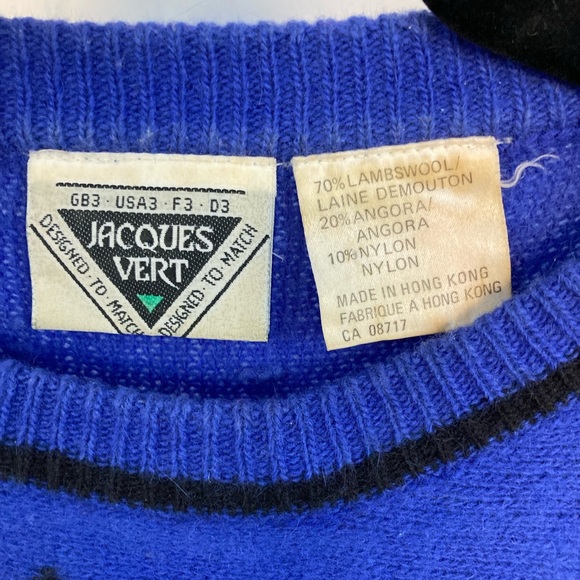 GB3 · USA3 · F3 · D3
JACQUES
VERT
DESIGNED · TO · MATCH
DESIGNED · TO · MATCH
70% LAMBSWOOL/
LAINE DEMOUTON
20% ANGORA/
ANGORA
10% NYLON/
NYLON
MADE IN HONG KONG
FABRIQUE A HONG KONG
CA 08717